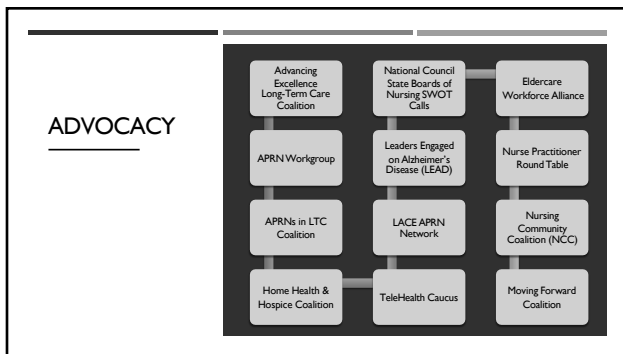 ADVOCACY
Advancing
Excellence
Long-Term Care
Coalition
APRN Workgroup
APRNs in LTC
Coalition
Home Health &
Hospice Coalition
TeleHealth Caucus
LACE APRN
Network
Leaders Engaged
on Alzheimer's
Disease (LEAD)
National Council
State Boards of
Nursing SWOT
Calls
Eldercare
Workforce Alliance
Nurse Practitioner
Round Table
Nursing
Community
Coalition (NCC)
Moving Forward
Coalition